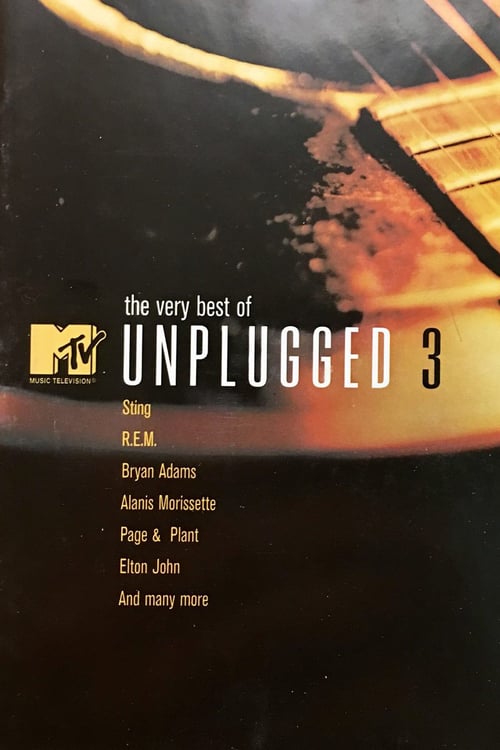 the very best of
MTV
UNPLUGGED 3
MUSIC TELEVISION®
Sting
R.E.M.
Bryan Adams
Alanis Morissette
Page & Plant
Elton John
And many more